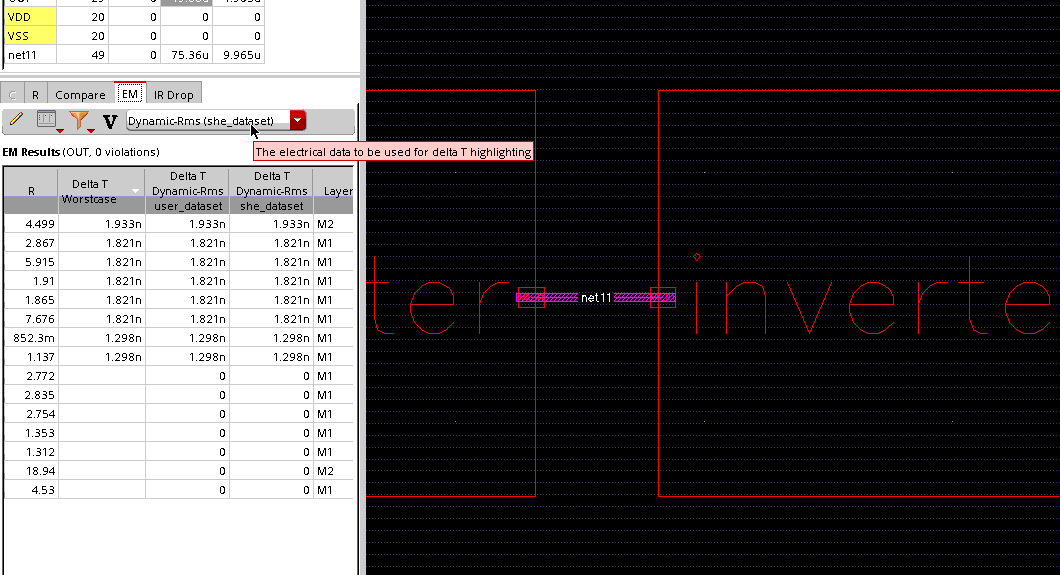 VDD 20 0 0 0
VSS 20 0 0 0
net11 49 0 75.36u 9.965u
C R Compare EM IR Drop
V Dynamic-Rms (she_dataset)
The electrical data to be used for delta T highlighting
EM Results (OUT, 0 violations)
R Delta T Worstcase Delta T Dynamic-Rms user_dataset Delta T Dynamic-Rms she_dataset Layer
4.499 1.933n 1.933n 1.933n M2
2.867 1.821n 1.821n 1.821n M1
5.915 1.821n 1.821n 1.821n M1
1.91 1.821n 1.821n 1.821n M1
1.865 1.821n 1.821n 1.821n M1
7.676 1.821n 1.821n 1.821n M1
852.3m 1.298n 1.298n 1.298n M1
1.137 1.298n 1.298n 1.298n M1
2.772 0 0 M1
2.835 0 0 M1
2.754 0 0 M1
1.353 0 0 M1
1.312 0 0 M1
18.94 0 0 M2
4.53 0 0 M1
ter net11 inverte